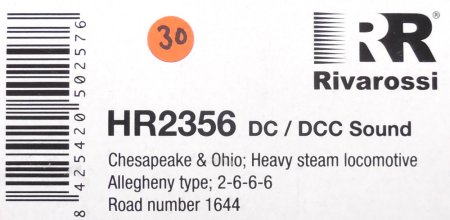 30
RR®
Rivarossi
HR2356 DC / DCC Sound
Chesapeake & Ohio; Heavy steam locomotive
Allegheny type; 2-6-6-6
Road number 1644
8 425420 502576